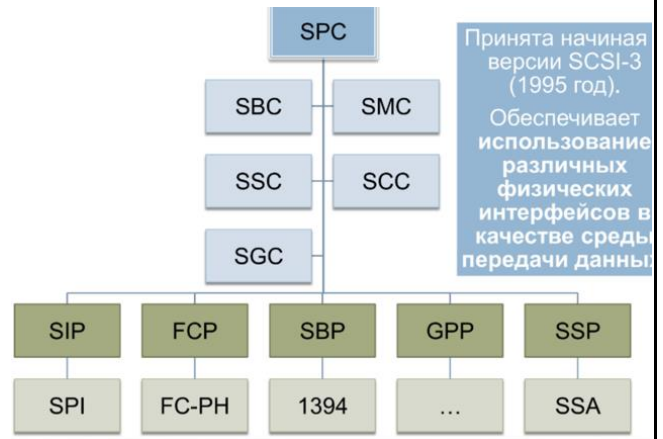 SPC
Принята начиная
версии SCSI-3
(1995 год).
Обеспечивает
использование
различных
физических
интерфейсов в
качестве среды
передачи данны
SBC
SMC
SSC
SCC
SGC
SIP
FCP
SBP
GPP
SSP
SPI
FC-PH
1394
...
SSA